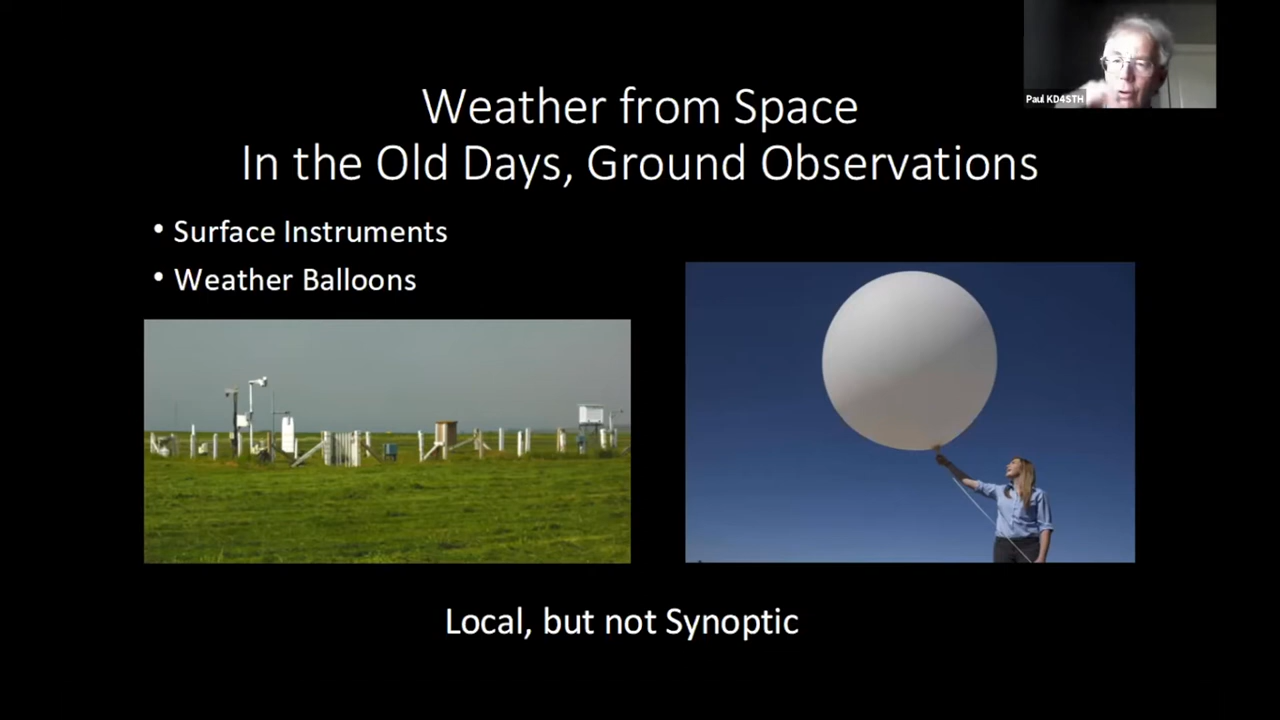 Weather from Space
In the Old Days, Ground Observations
• Surface Instruments
• Weather Balloons
Local, but not Synoptic
Paul KD4STH